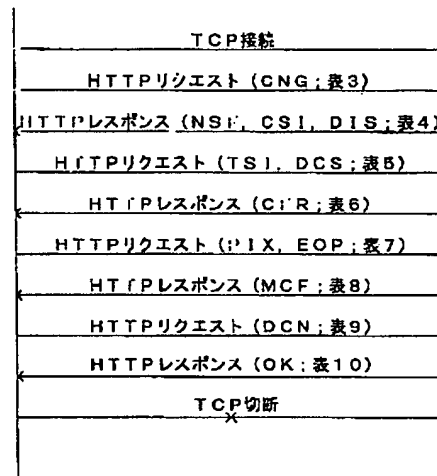 TCP接続
HTTPリクエスト (CNG;表3)
HTTPレスポンス (NSF, CSI, DIS;表4)
HTTPリクエスト (TSI, DCS;表5)
HTTPレスポンス (CFR;表6)
HTTPリクエスト (PIX, EOP;表7)
HTTPレスポンス (MCF;表8)
HTTPリクエスト (DCN;表9)
HTTPレスポンス (OK;表10)
TCP切断